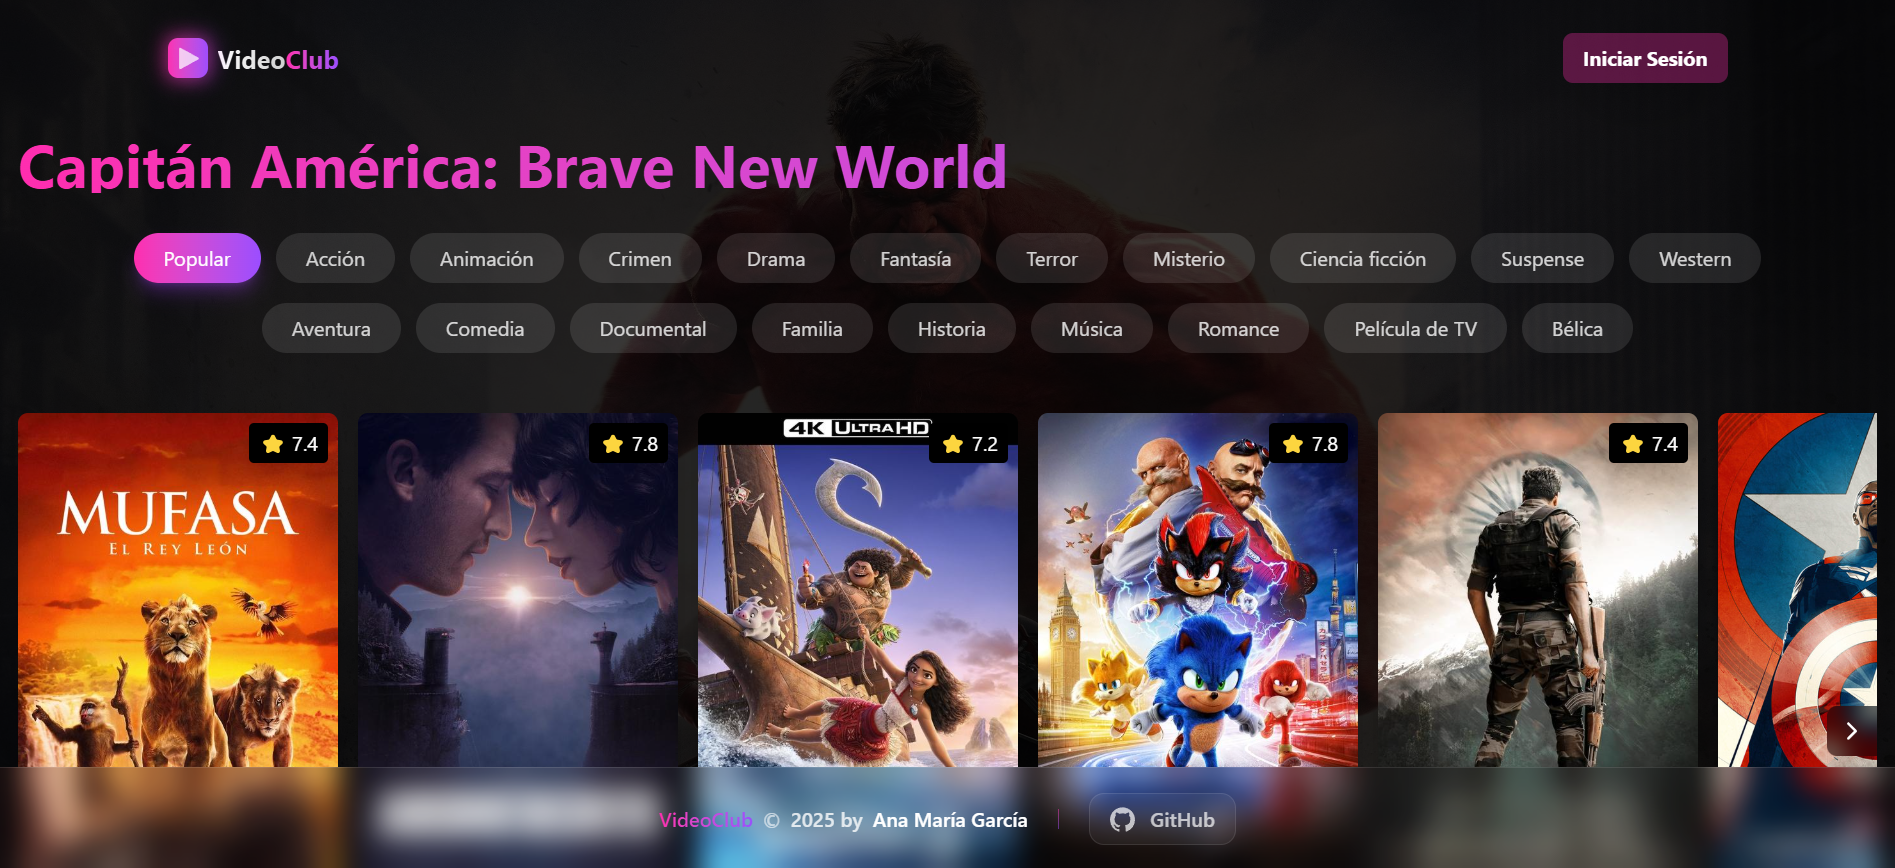 VideoClub
Iniciar Sesión
Capitán América: Brave New World
Popular
Acción
Animación
Crimen
Drama
Fantasía
Terror
Misterio
Ciencia ficción
Suspense
Western
Aventura
Comedia
Documental
Familia
Historia
Música
Romance
Película de TV
Bélica
7.4
MUFASA
EL REY LEÓN
7.8
4K ULTRAHD
7.2
7.8
7.4
VideoClub © 2025 by Ana María García
GitHub